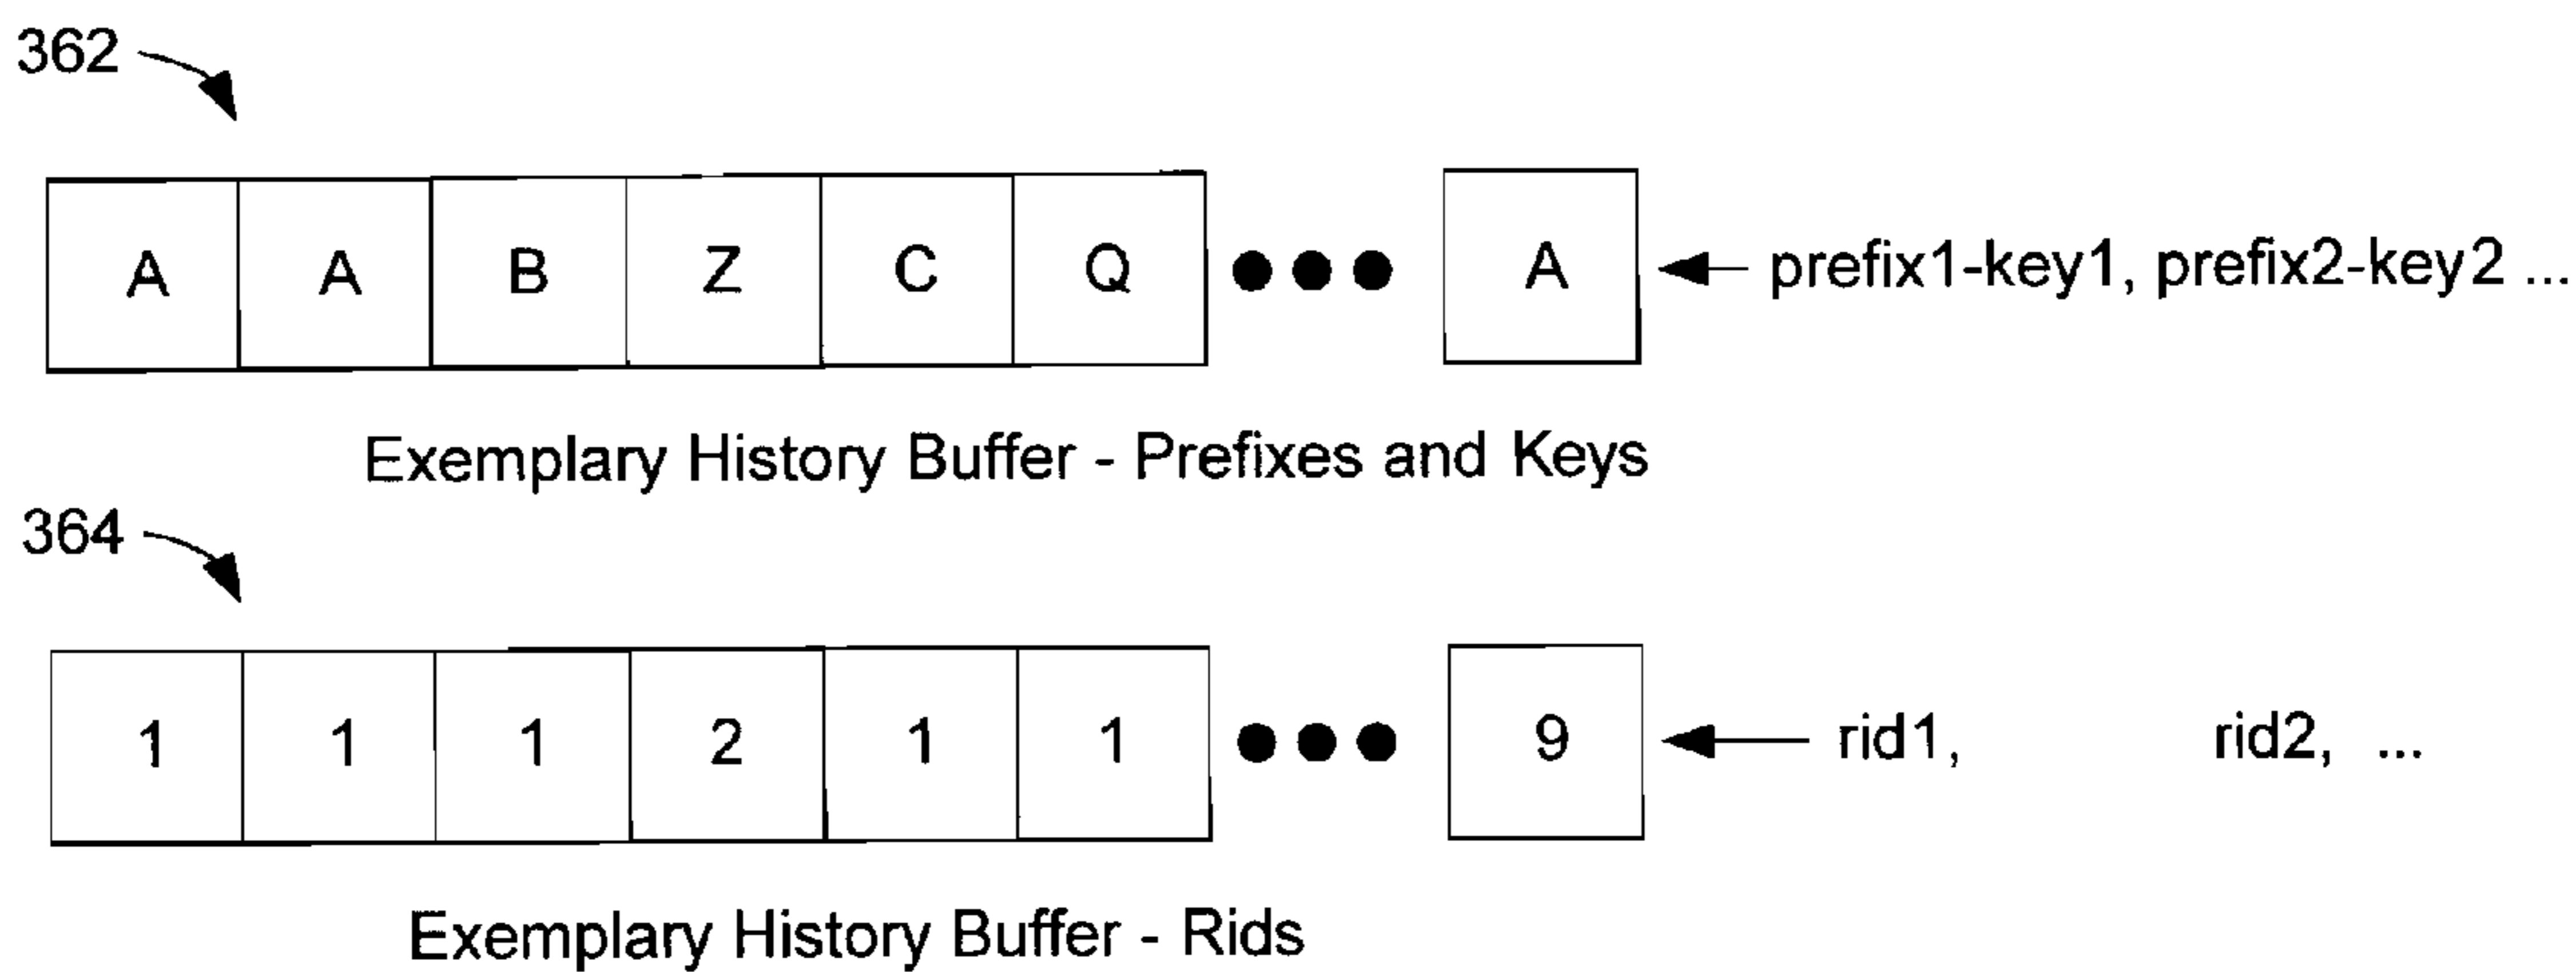 362
A A B Z C Q A prefix1-key1, prefix2-key2 ...
Exemplary History Buffer - Prefixes and Keys
364
1 1 1 2 1 1 9 rid1, rid2, ...
Exemplary History Buffer - Rids